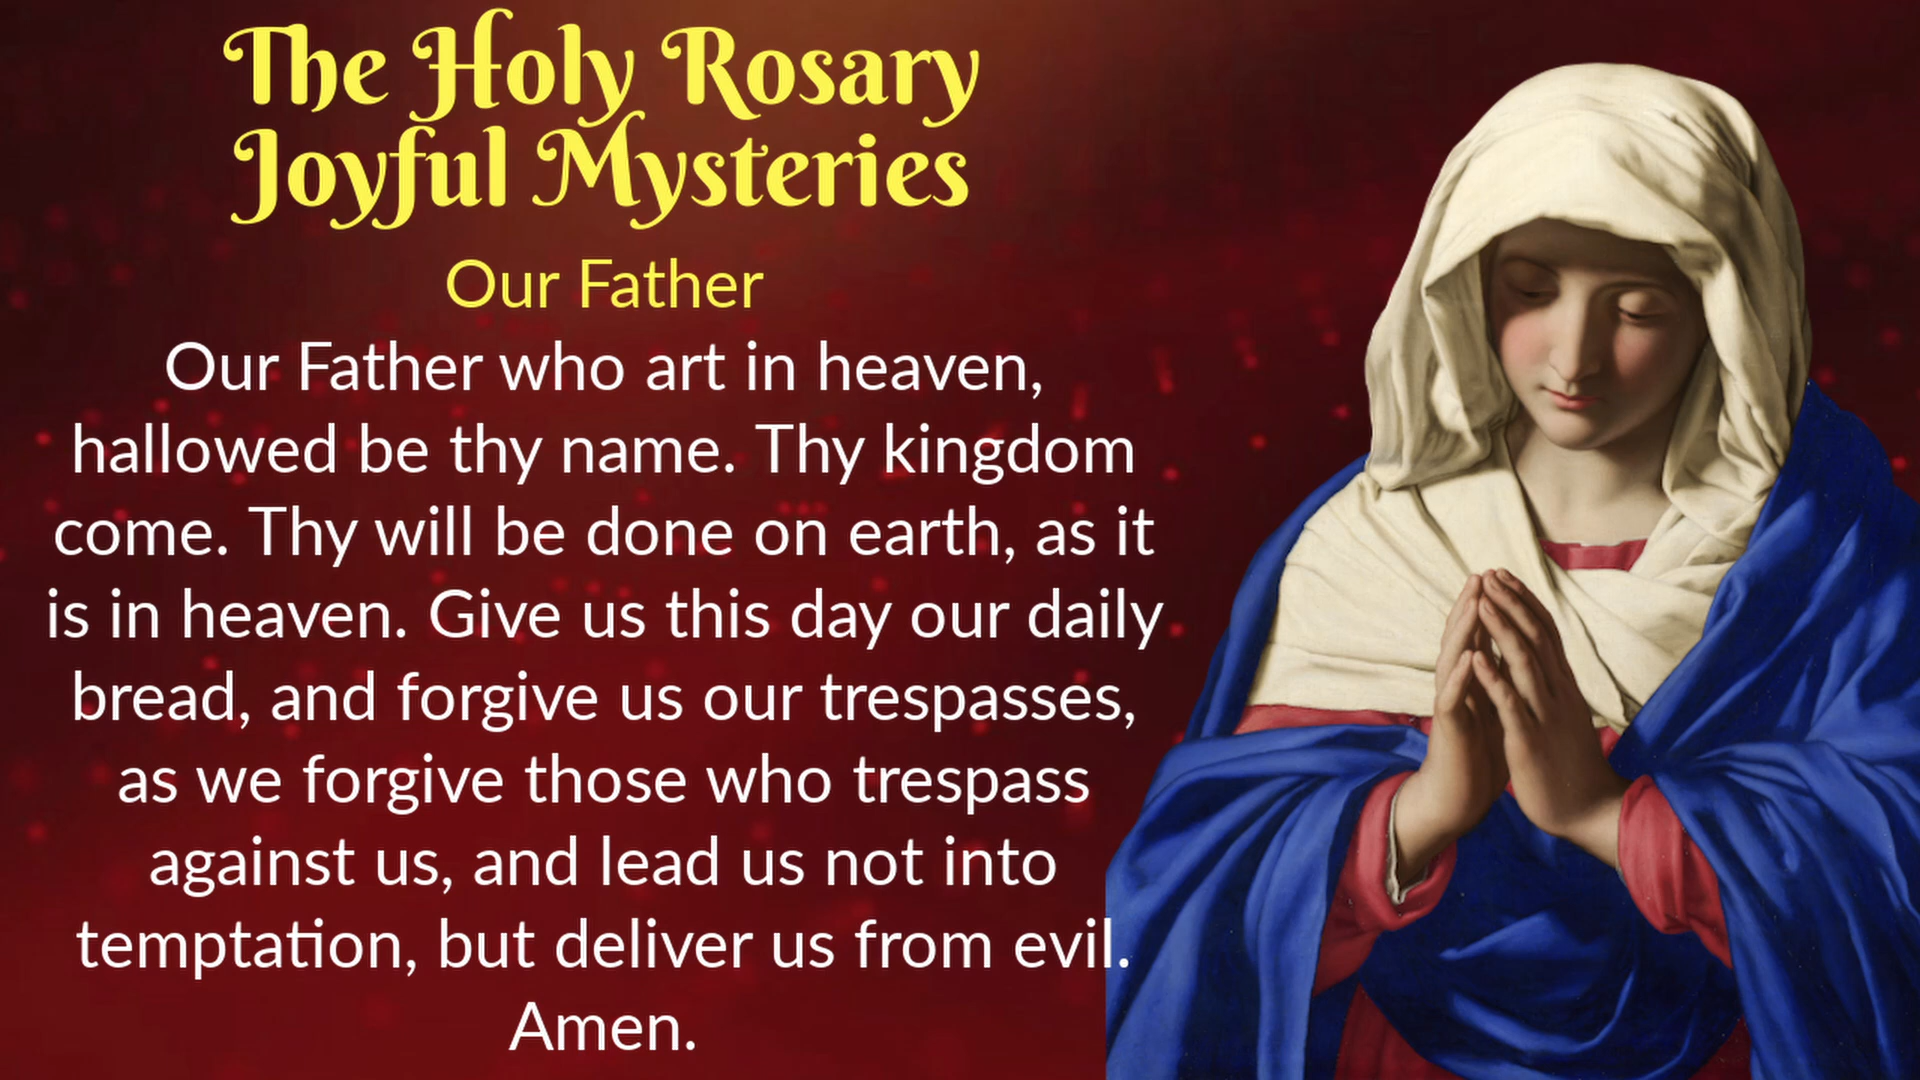 The Holy Rosary
Joyful Mysteries
Our Father
Our Father who art in heaven,
hallowed be thy name. Thy kingdom
come. Thy will be done on earth, as it
is in heaven. Give us this day our daily
bread, and forgive us our trespasses,
as we forgive those who trespass
against us, and lead us not into
temptation, but deliver us from evil.
Amen.